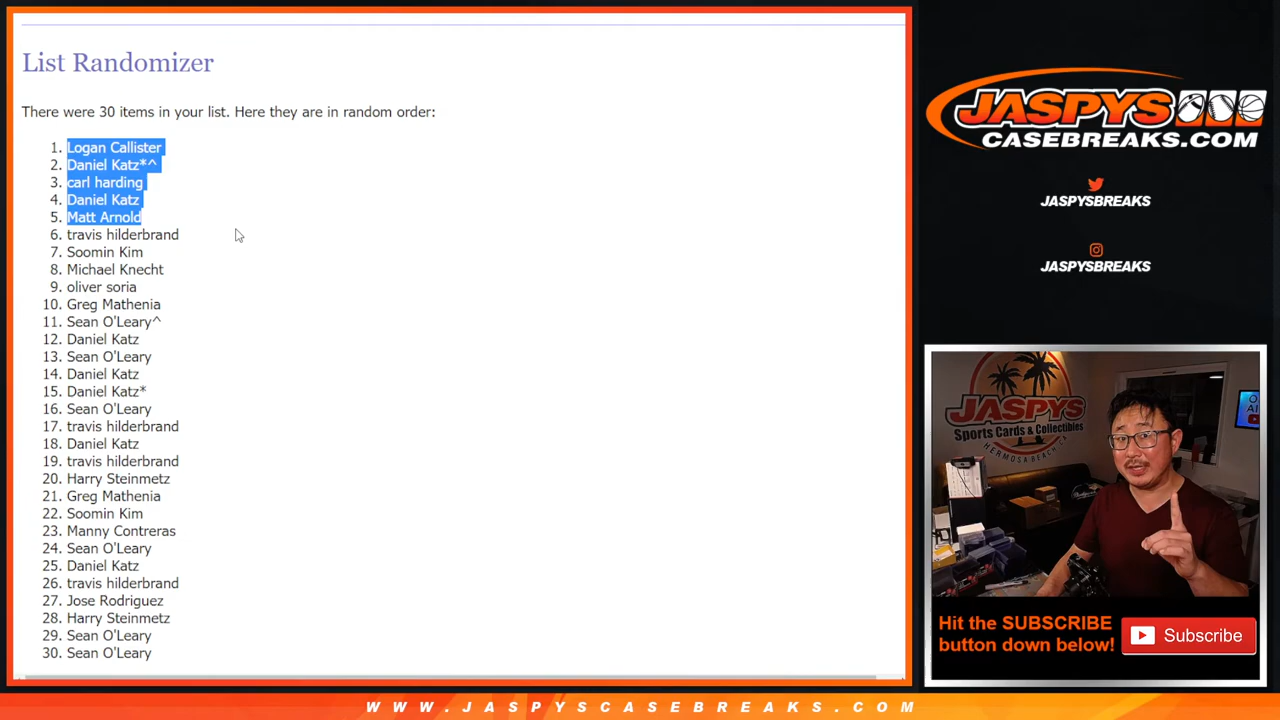 List Randomizer
There were 30 items in your list. Here they are in random order:
1. Logan Callister
2. Daniel Katz*^
3. carl harding
4. Daniel Katz
5. Matt Arnold
6. travis hilderbrand
7. Soomin Kim
8. Michael Knecht
9. oliver soria
10. Greg Mathenia
11. Sean O'Leary^
12. Daniel Katz
13. Sean O'Leary
14. Daniel Katz
15. Daniel Katz*
16. Sean O'Leary
17. travis hilderbrand
18. Daniel Katz
19. travis hilderbrand
20. Harry Steinmetz
21. Greg Mathenia
22. Soomin Kim
23. Manny Contreras
24. Sean O'Leary
25. Daniel Katz
26. travis hilderbrand
27. Jose Rodriguez
28. Harry Steinmetz
29. Sean O'Leary
30. Sean O'Leary
JASPYS
CASEBREAKS.COM
JASPYSBREAKS
JASPYSBREAKS
JASPYS
Sports Cards & Collectibles
HERMOSA BEACH, CA
Hit the SUBSCRIBE
button down below!
Subscribe
WWW.JASPYSCASEBREAKS.COM